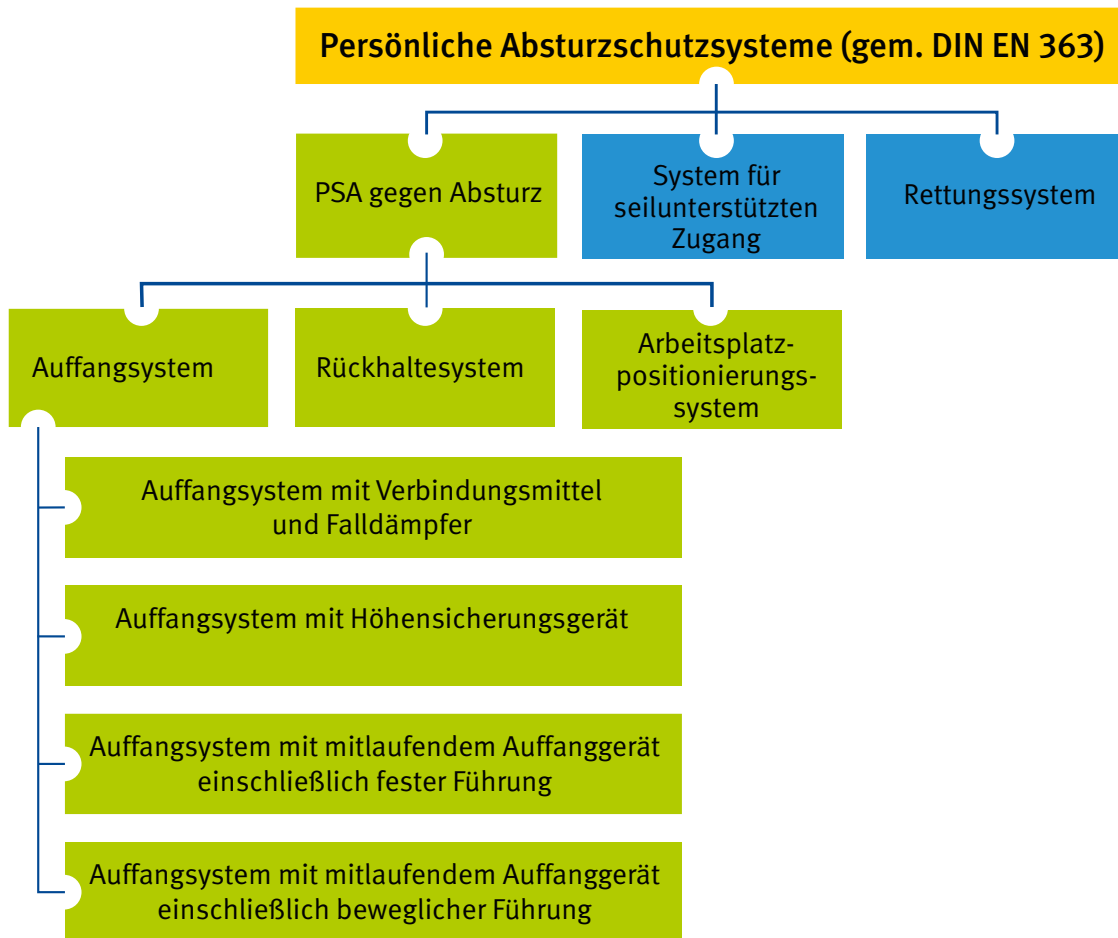 Persönliche Absturzschutzsysteme (gem. DIN EN 363)
PSA gegen Absturz
System für
seilunterstützten
Zugang
Rettungssystem
Auffangsystem
Rückhaltesystem
Arbeitsplatz-
positionierungs-
system
Auffangsystem mit Verbindungsmittel
und Falldämpfer
Auffangsystem mit Höhensicherungsgerät
Auffangsystem mit mitlaufendem Auffanggerät
einschließlich fester Führung
Auffangsystem mit mitlaufendem Auffanggerät
einschließlich beweglicher Führung